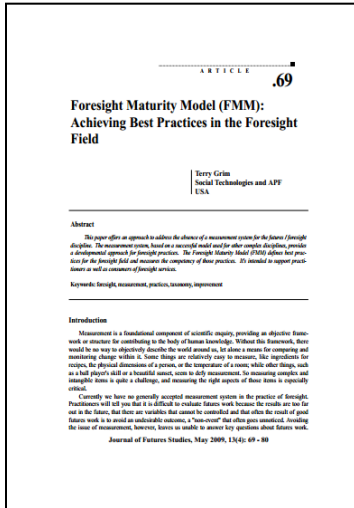 ARTICLE
.69
Foresight Maturity Model (FMM):
Achieving Best Practices in the Foresight
Field
Terry Grim
Social Technologies and APF
USA
Abstract
This paper offers an approach to address the absence of a measurement system for the futures / foresight
discipline. The measurement system, based on a successful model used for other complex disciplines, provides
a developmental approach for foresight practices. The Foresight Maturity Model (FMM) defines best prac-
tices for the foresight field and measures the competency of those practices. It's intended to support practi-
tioners as well as consumers of foresight services.
Keywords: foresight, measurement, practices, taxonomy, improvement
Introduction
Measurement is a foundational component of scientific enquiry, providing an objective frame-
work or structure for contributing to the body of human knowledge. Without this framework, there
would be no way to objectively describe the world around us, let alone a means for comparing and
monitoring change within it. Some things are relatively easy to measure, like ingredients for
recipes, the physical dimensions of a person, or the temperature of a room; while other things, such
as a ball player's skill or a beautiful sunset, seem to defy measurement. So measuring complex and
intangible items is quite a challenge, and measuring the right aspects of those items is especially
critical.
Currently we have no generally accepted measurement system in the practice of foresight.
Practitioners will tell you that it is difficult to evaluate futures work because the results are too far
out in the future, that there are variables that cannot be controlled and that often the result of good
futures work is to avoid an undesirable outcome, a "non-event" that often goes unnoticed. Avoiding
the issue of measurement, however, leaves us unable to answer key questions about futures work.
Journal of Futures Studies, May 2009, 13(4): 69 - 80